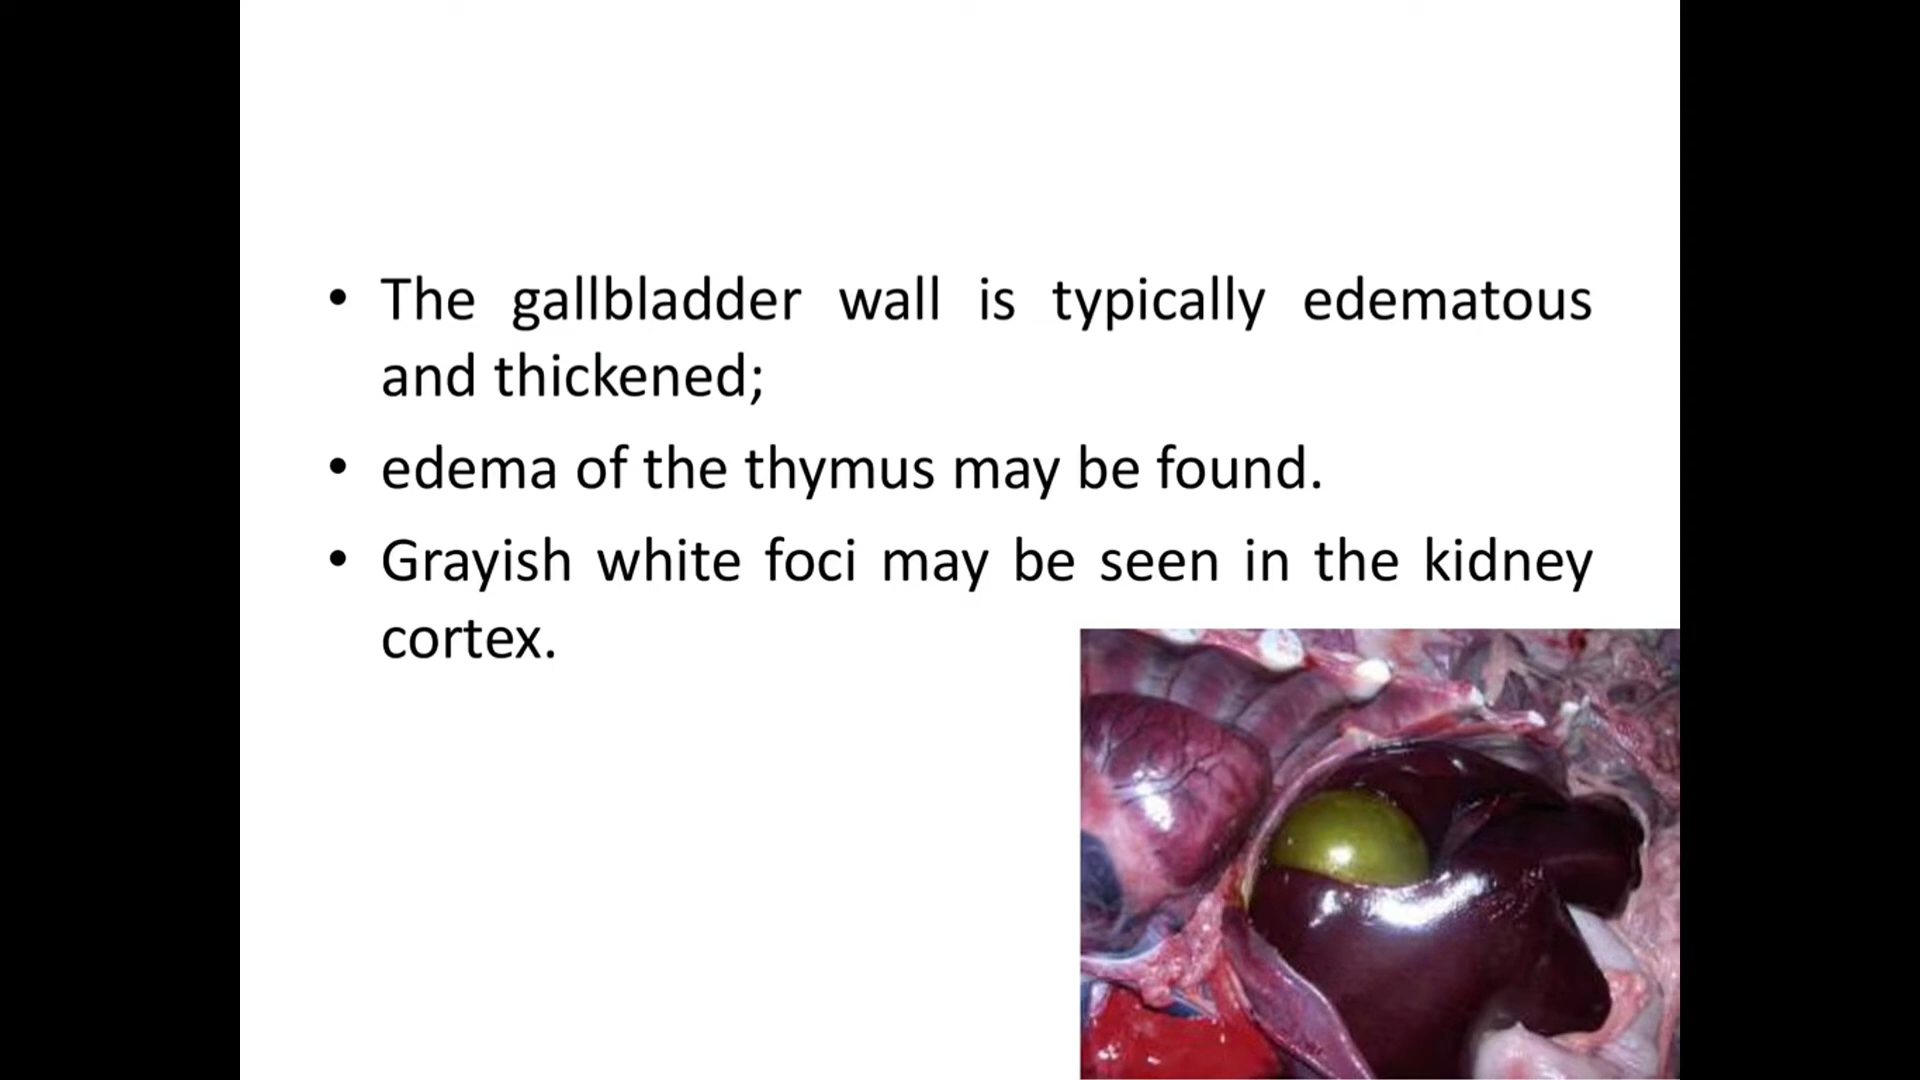 • The gallbladder wall is typically edematous
and thickened;
• edema of the thymus may be found.
• Grayish white foci may be seen in the kidney
cortex.